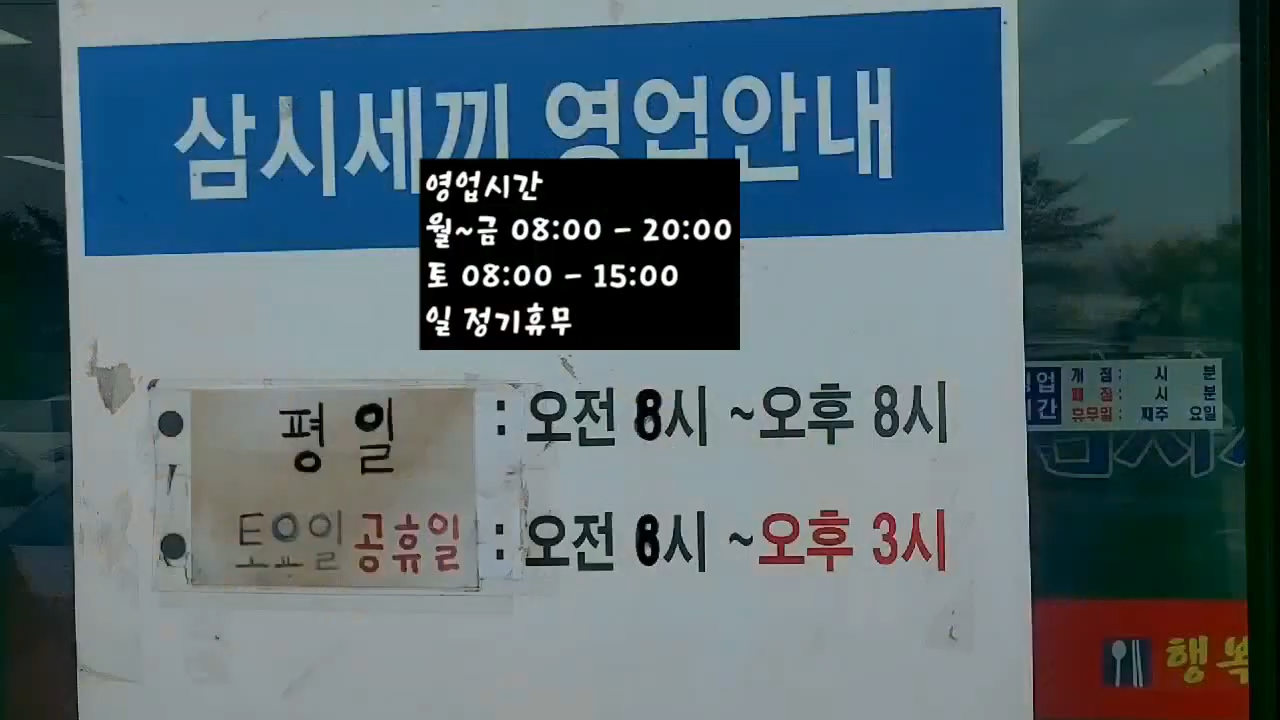 삼시세끼 영업안내
영업시간
월~금 08:00 - 20:00
토 08:00 - 15:00
일 정기휴무
평일 : 오전 8시 ~오후 8시
토요일 공휴일 : 오전 8시 ~오후 3시
개 점 : 시 분
폐 점 : 시 분
휴무일 : 째주 요일